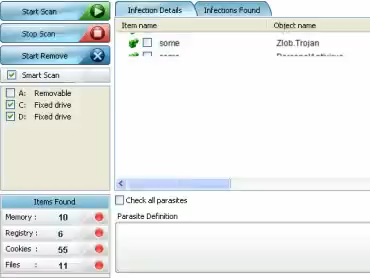 Start Scan
Stop Scan
Start Remove
Smart Scan
A: Removable
C: Fixed drive
D: Fixed drive
Items Found
Memory : 10
Registry : 6
Cookies : 55
Files : 11
Infection Details Infections Found
Item name Object name
some Zlob.Trojan
Check all parasites
Parasite Definition